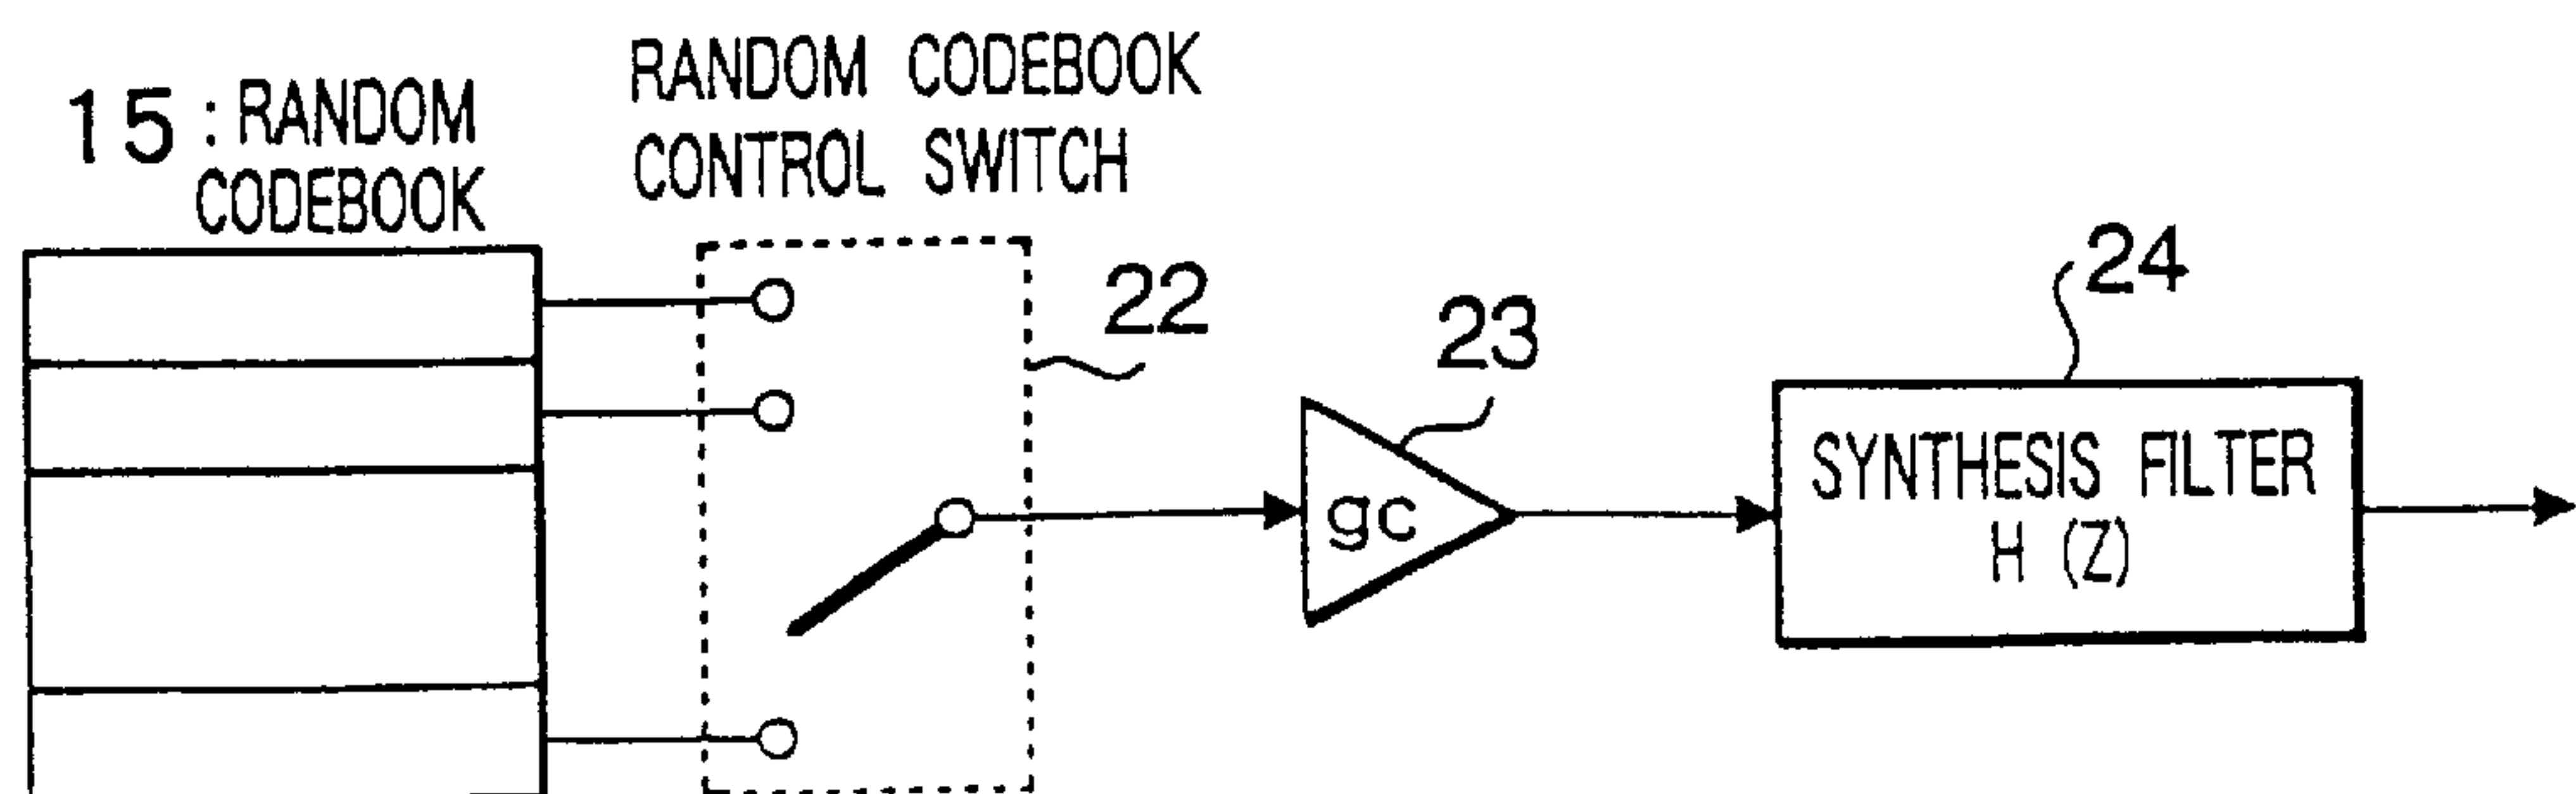 15 : RANDOM
CODEBOOK
RANDOM CODEBOOK
CONTROL SWITCH
22
23
24
gc
SYNTHESIS FILTER
H (Z)